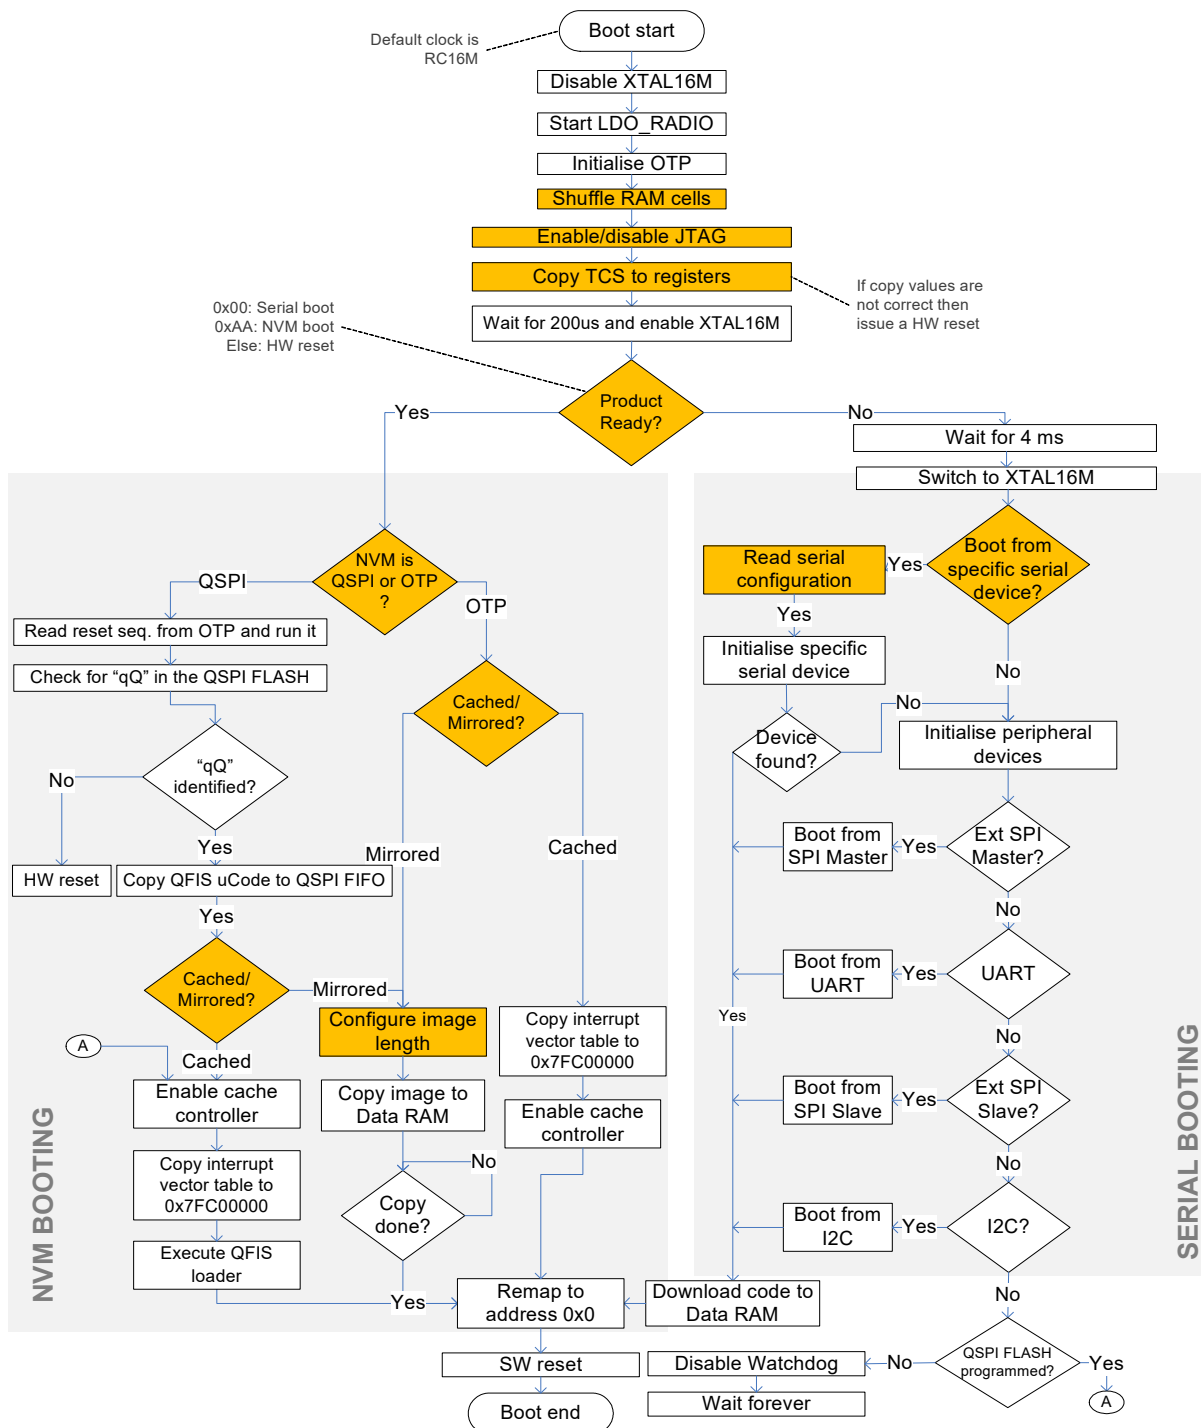 Boot start
Default clock is
RC16M
Disable XTAL16M
Start LDO_RADIO
Initialise OTP
Shuffle RAM cells
Enable/disable JTAG
Copy TCS to registers
If copy values are
not correct then
issue a HW reset
0x00: Serial boot
0xAA: NVM boot
Else: HW reset
Wait for 200us and enable XTAL16M
Product
Ready?
Yes
No
Wait for 4 ms
Switch to XTAL16M
NVM is
QSPI or OTP
?
QSPI
OTP
Read reset seq. from OTP and run it
Check for “qQ” in the QSPI FLASH
“qQ”
identified?
No
Yes
HW reset
Copy QFIS uCode to QSPI FIFO
Yes
Cached/
Mirrored?
Mirrored
Cached
Cached/
Mirrored?
Mirrored
Cached
A
Enable cache
controller
Copy interrupt
vector table to
0x7FC00000
Execute QFIS
loader
Configure image
length
Copy image to
Data RAM
No
Copy
done?
Yes
Copy interrupt
vector table to
0x7FC00000
Enable cache
controller
Remap to
address 0x0
SW reset
Boot end
NVM BOOTING
Boot from
specific serial
device?
Yes
Read serial
configuration
Yes
Initialise specific
serial device
No
Device
found?
No
Initialise peripheral
devices
Ext SPI
Master?
Yes
Boot from
SPI Master
No
UART
Yes
Boot from
UART
Yes
No
Ext SPI
Slave?
Yes
Boot from
SPI Slave
No
I2C?
Yes
Boot from
I2C
No
Download code to
Data RAM
SERIAL BOOTING
QSPI FLASH
programmed?
No
Yes
A
Disable Watchdog
Wait forever